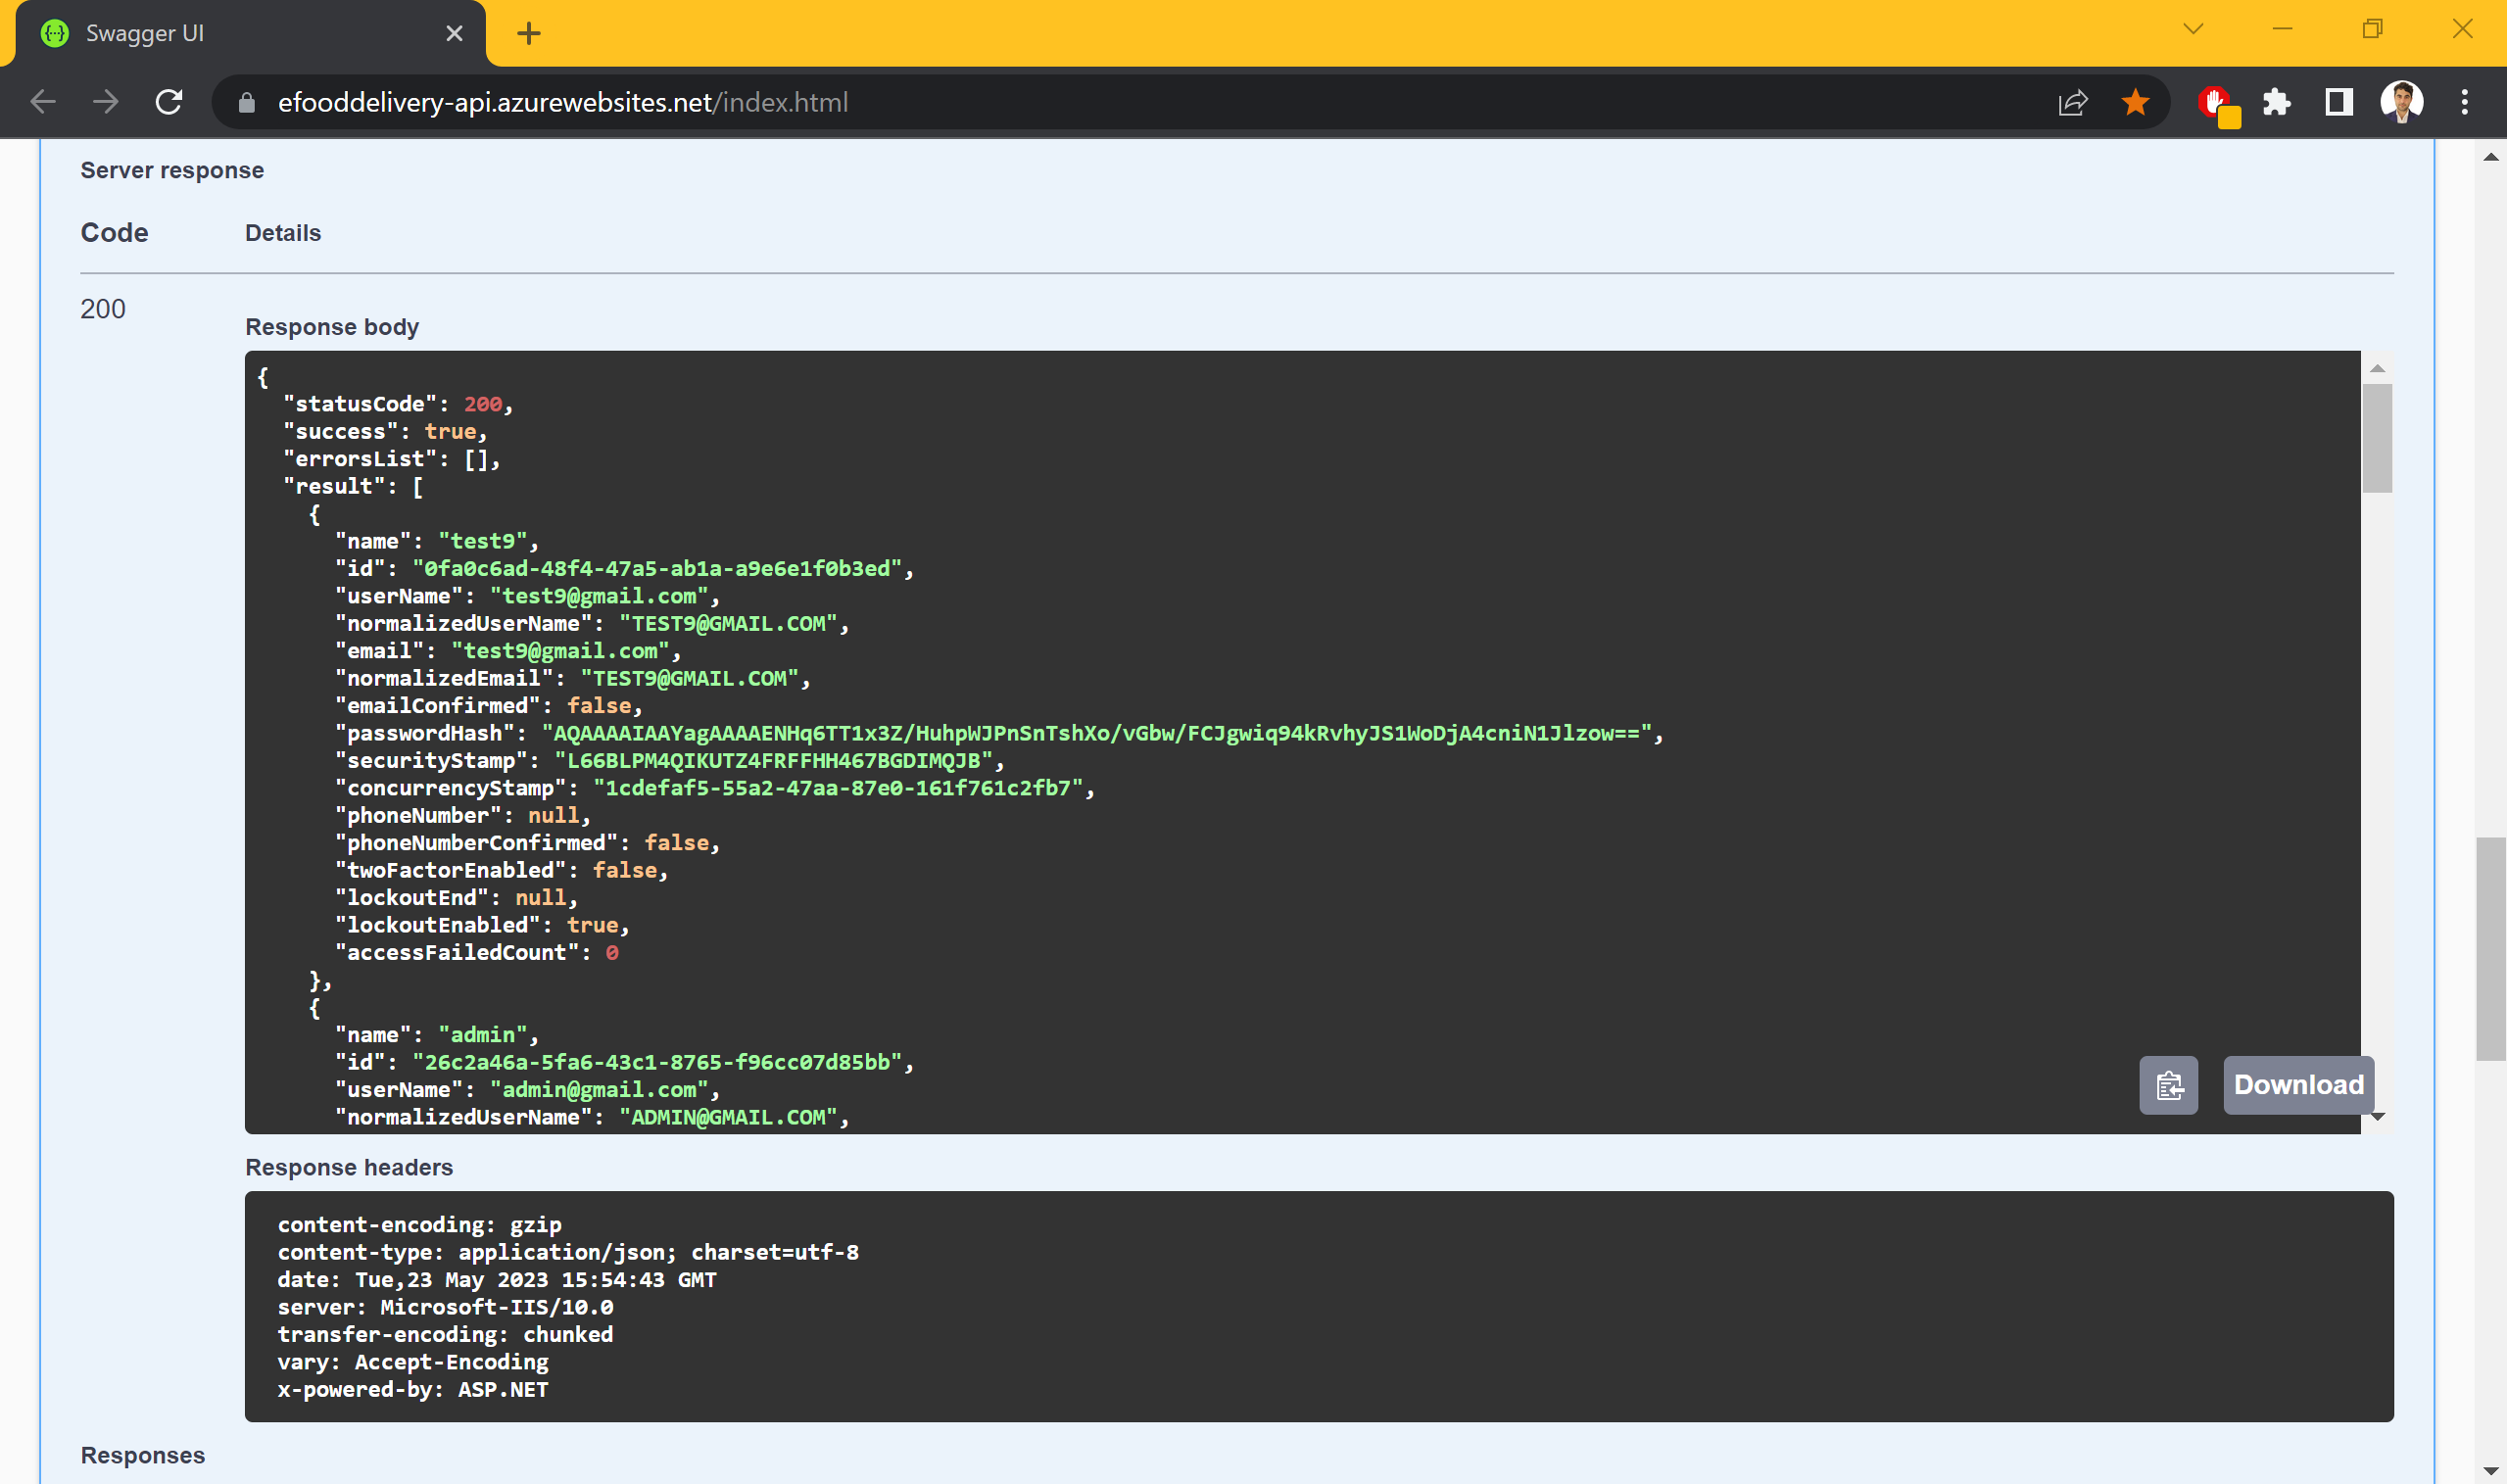 Swagger UI
efooddelivery-api.azurewebsites.net/index.html
Server response
Code Details
200
Response body
{
"statusCode": 200,
"success": true,
"errorsList": [],
"result": [
{
"name": "test9",
"id": "0fa0c6ad-48f4-47a5-ab1a-a9e6e1f0b3ed",
"userName": "test9@gmail.com",
"normalizedUserName": "TEST9@GMAIL.COM",
"email": "test9@gmail.com",
"normalizedEmail": "TEST9@GMAIL.COM",
"emailConfirmed": false,
"passwordHash": "AQAAAAIAAYagAAAAENHq6TT1x3Z/HuhpWJPnSnTshXo/vGbw/FCJgwiq94kRvhyJS1WoDjA4cniN1Jlzow==",
"securityStamp": "L66BLPM4QIKUTZ4FRFFHH467BGDIMQJB",
"concurrencyStamp": "1cdefaf5-55a2-47aa-87e0-161f761c2fb7",
"phoneNumber": null,
"phoneNumberConfirmed": false,
"twoFactorEnabled": false,
"lockoutEnd": null,
"lockoutEnabled": true,
"accessFailedCount": 0
},
{
"name": "admin",
"id": "26c2a46a-5fa6-43c1-8765-f96cc07d85bb",
"userName": "admin@gmail.com",
"normalizedUserName": "ADMIN@GMAIL.COM",
Download
Response headers
content-encoding: gzip
content-type: application/json; charset=utf-8
date: Tue,23 May 2023 15:54:43 GMT
server: Microsoft-IIS/10.0
transfer-encoding: chunked
vary: Accept-Encoding
x-powered-by: ASP.NET
Responses